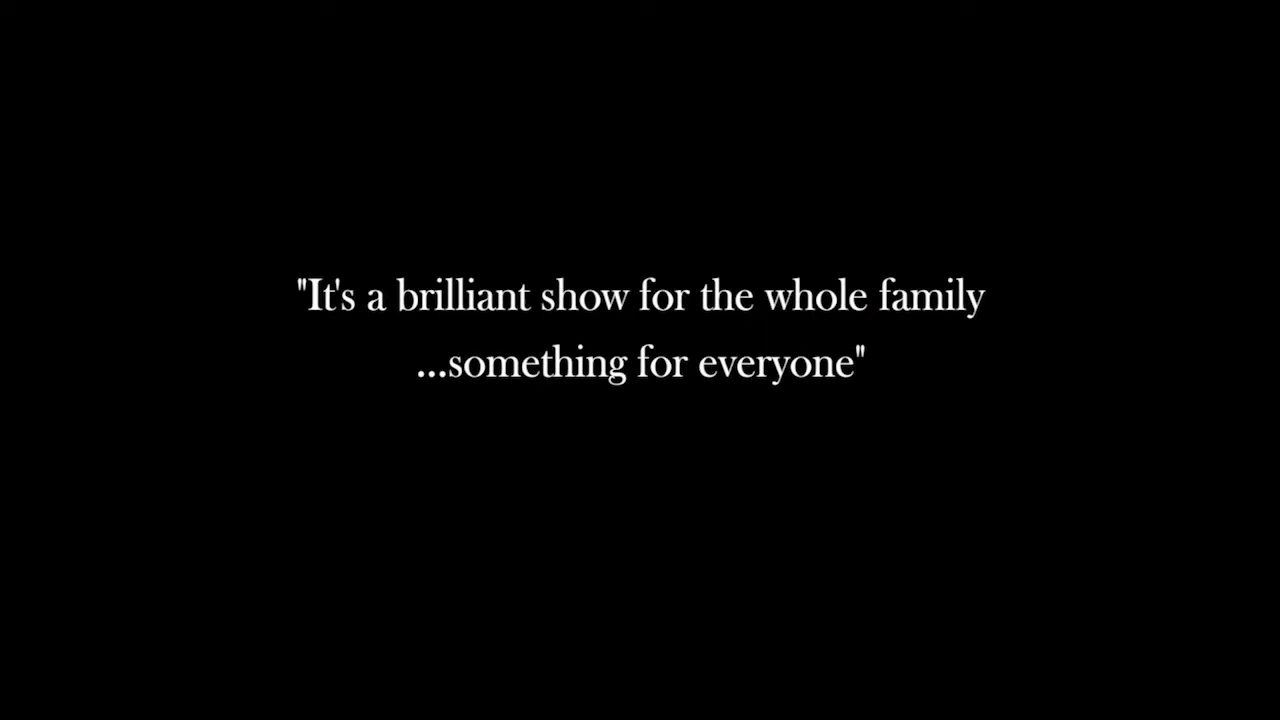 "It's a brilliant show for the whole family
...something for everyone"